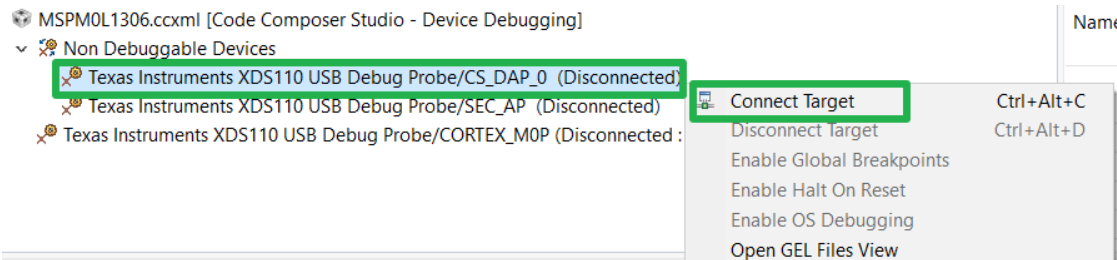 MSPM0L1306.ccxml [Code Composer Studio - Device Debugging]
Name
Non Debuggable Devices
Texas Instruments XDS110 USB Debug Probe/CS_DAP_0 (Disconnected)
Texas Instruments XDS110 USB Debug Probe/SEC_AP (Disconnected)
Texas Instruments XDS110 USB Debug Probe/CORTEX_M0P (Disconnected :
Connect Target Ctrl+Alt+C
Disconnect Target Ctrl+Alt+D
Enable Global Breakpoints
Enable Halt On Reset
Enable OS Debugging
Open GEL Files View